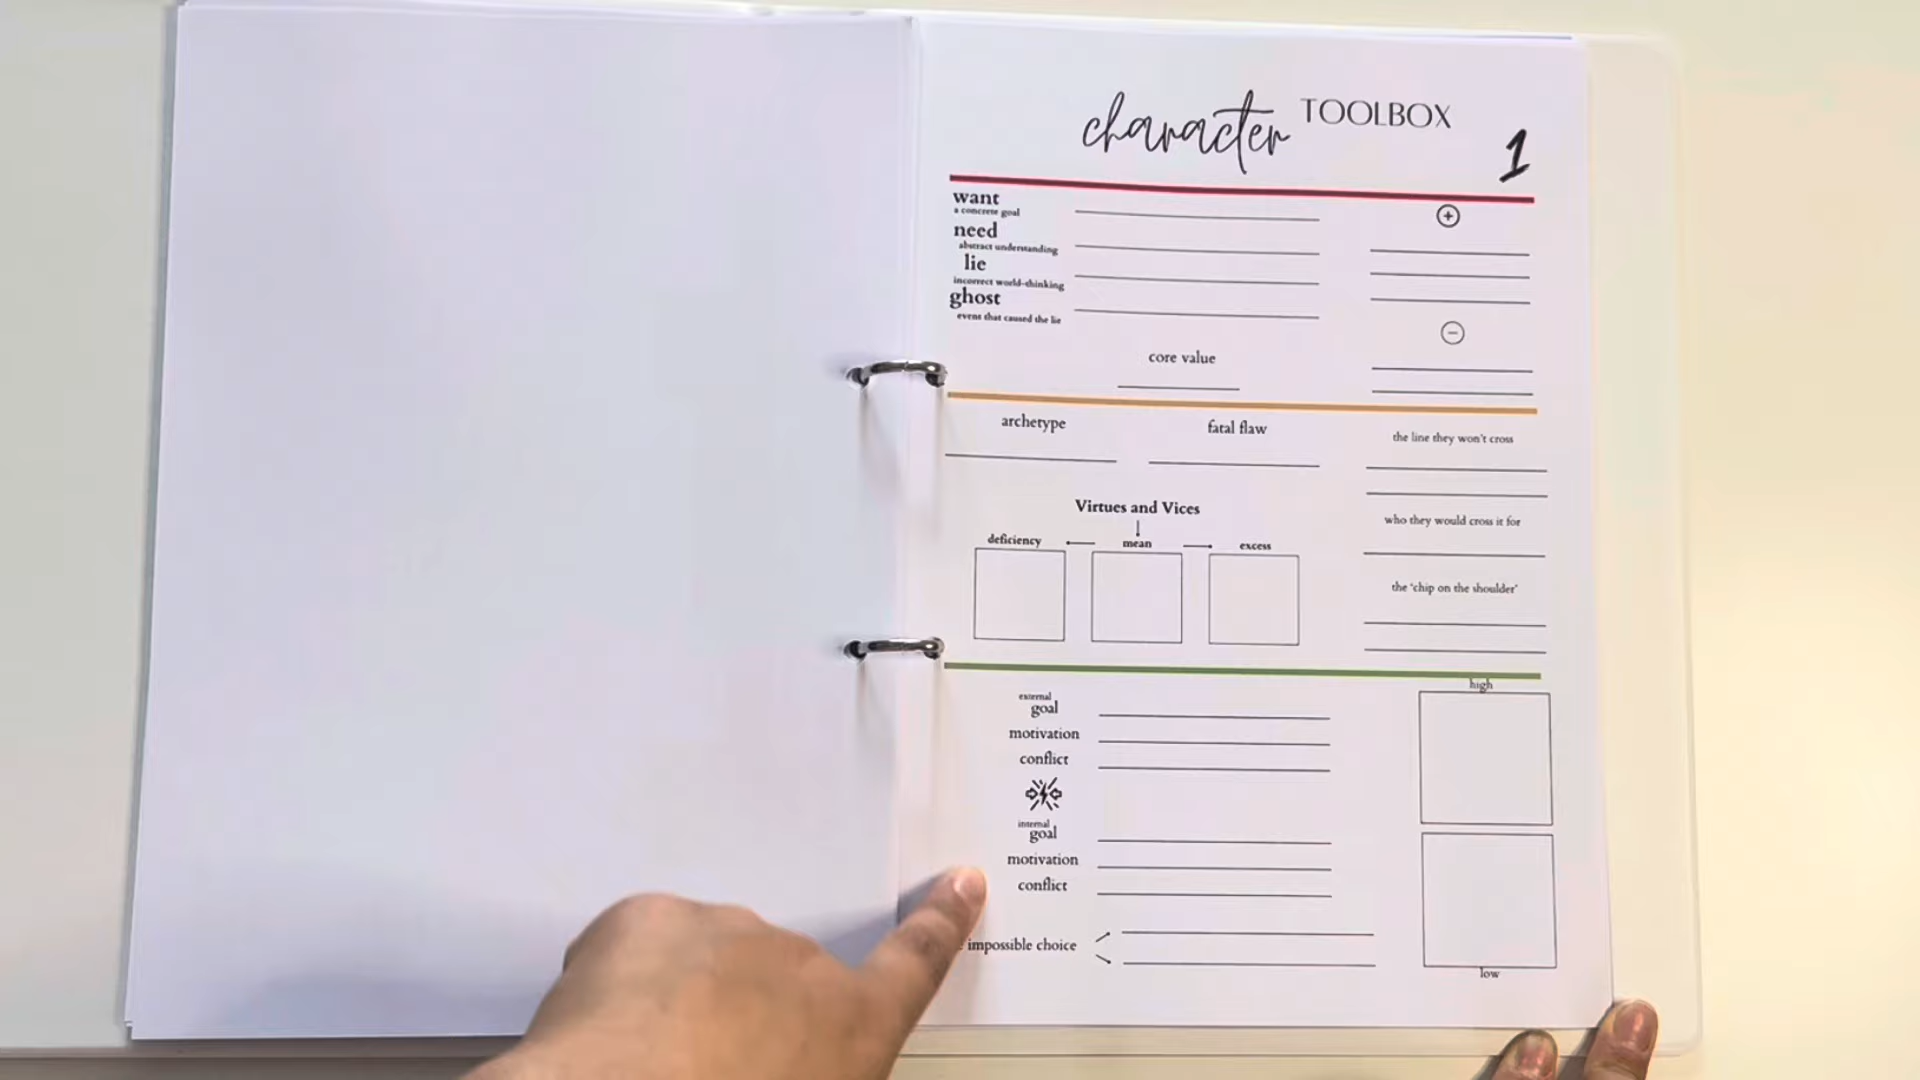 character TOOLBOX
1
want
a concrete goal
need
abstract understanding
lie
incorrect world-thinking
ghost
event that caused the lie
+
−
core value
archetype
fatal flaw
the line they won't cross
Virtues and Vices
deficiency
mean
excess
who they would cross it for
the 'chip on the shoulder'
external
goal
motivation
conflict
internal
goal
motivation
conflict
impossible choice
high
low